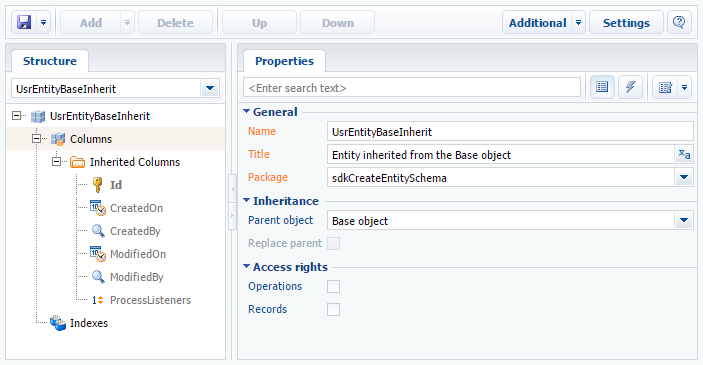 Add
Delete
Up
Down
Additional
Settings
Structure
UsrEntityBaseInherit
UsrEntityBaseInherit
Columns
Inherited Columns
Id
CreatedOn
CreatedBy
ModifiedOn
ModifiedBy
ProcessListeners
Indexes
Properties
<Enter search text>
General
Name UsrEntityBaseInherit
Title Entity inherited from the Base object
Package sdkCreateEntitySchema
Inheritance
Parent object Base object
Replace parent
Access rights
Operations
Records